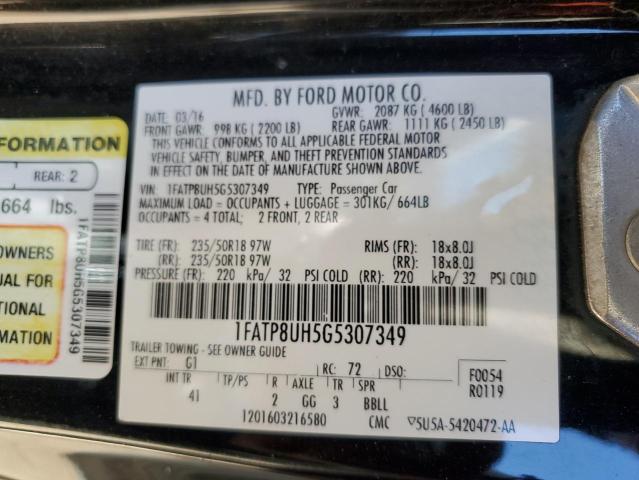 MFD. BY FORD MOTOR CO.
DATE: 03/16 GVWR: 2087 KG ( 4600 LB)
FRONT GAWR: 998 KG ( 2200 LB) REAR GAWR: 1111 KG ( 2450 LB)
THIS VEHICLE CONFORMS TO ALL APPLICABLE FEDERAL MOTOR
VEHICLE SAFETY, BUMPER, AND THEFT PREVENTION STANDARDS
IN EFFECT ON THE DATE OF MANUFACTURE SHOWN ABOVE.
VIN: 1FATP8UH5G5307349 TYPE: Passenger Car
MAXIMUM LOAD = OCCUPANTS + LUGGAGE = 301KG/ 664LB
OCCUPANTS = 4 TOTAL; 2 FRONT, 2 REAR
TIRE (FR): 235/50R18 97W RIMS (FR): 18x8.0J
(RR): 235/50R18 97W (RR): 18x8.0J
PRESSURE (FR): 220 kPa/ 32 PSI COLD (RR): 220 kPa/ 32 PSI COLD
1FATP8UH5G5307349
TRAILER TOWING - SEE OWNER GUIDE
EXT PNT: G1 RC: 72 DSO:
F0054
R0119
INT TR TP/PS R AXLE TR SPR
41 2 GG 3 BBLL
1201603216580 CMC 5U5A-5420472-AA
FORMATION
REAR: 2
664 lbs.
OWNERS
UAL FOR
TIONAL
RMATION
1FATP8UH5G5307349